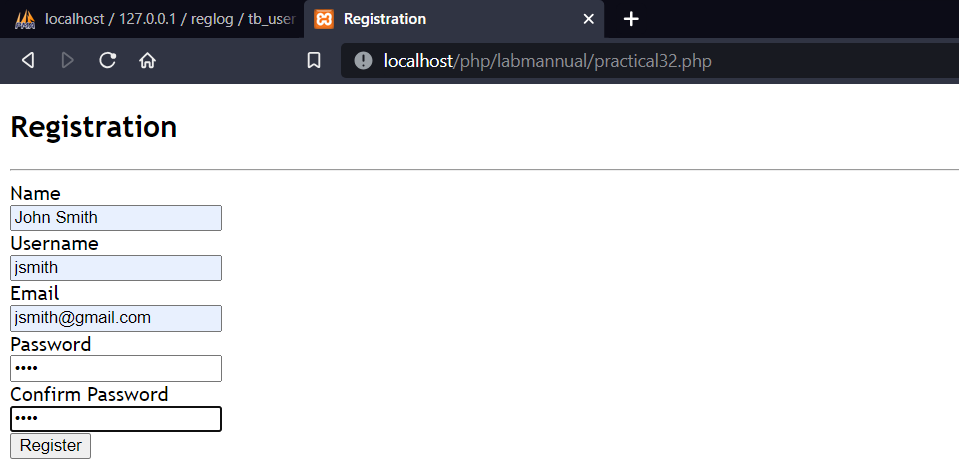 localhost / 127.0.0.1 / reglog / tb_user
Registration
localhost/php/labmannual/practical32.php
Registration
Name
John Smith
Username
jsmith
Email
jsmith@gmail.com
Password
••••
Confirm Password
••••
Register